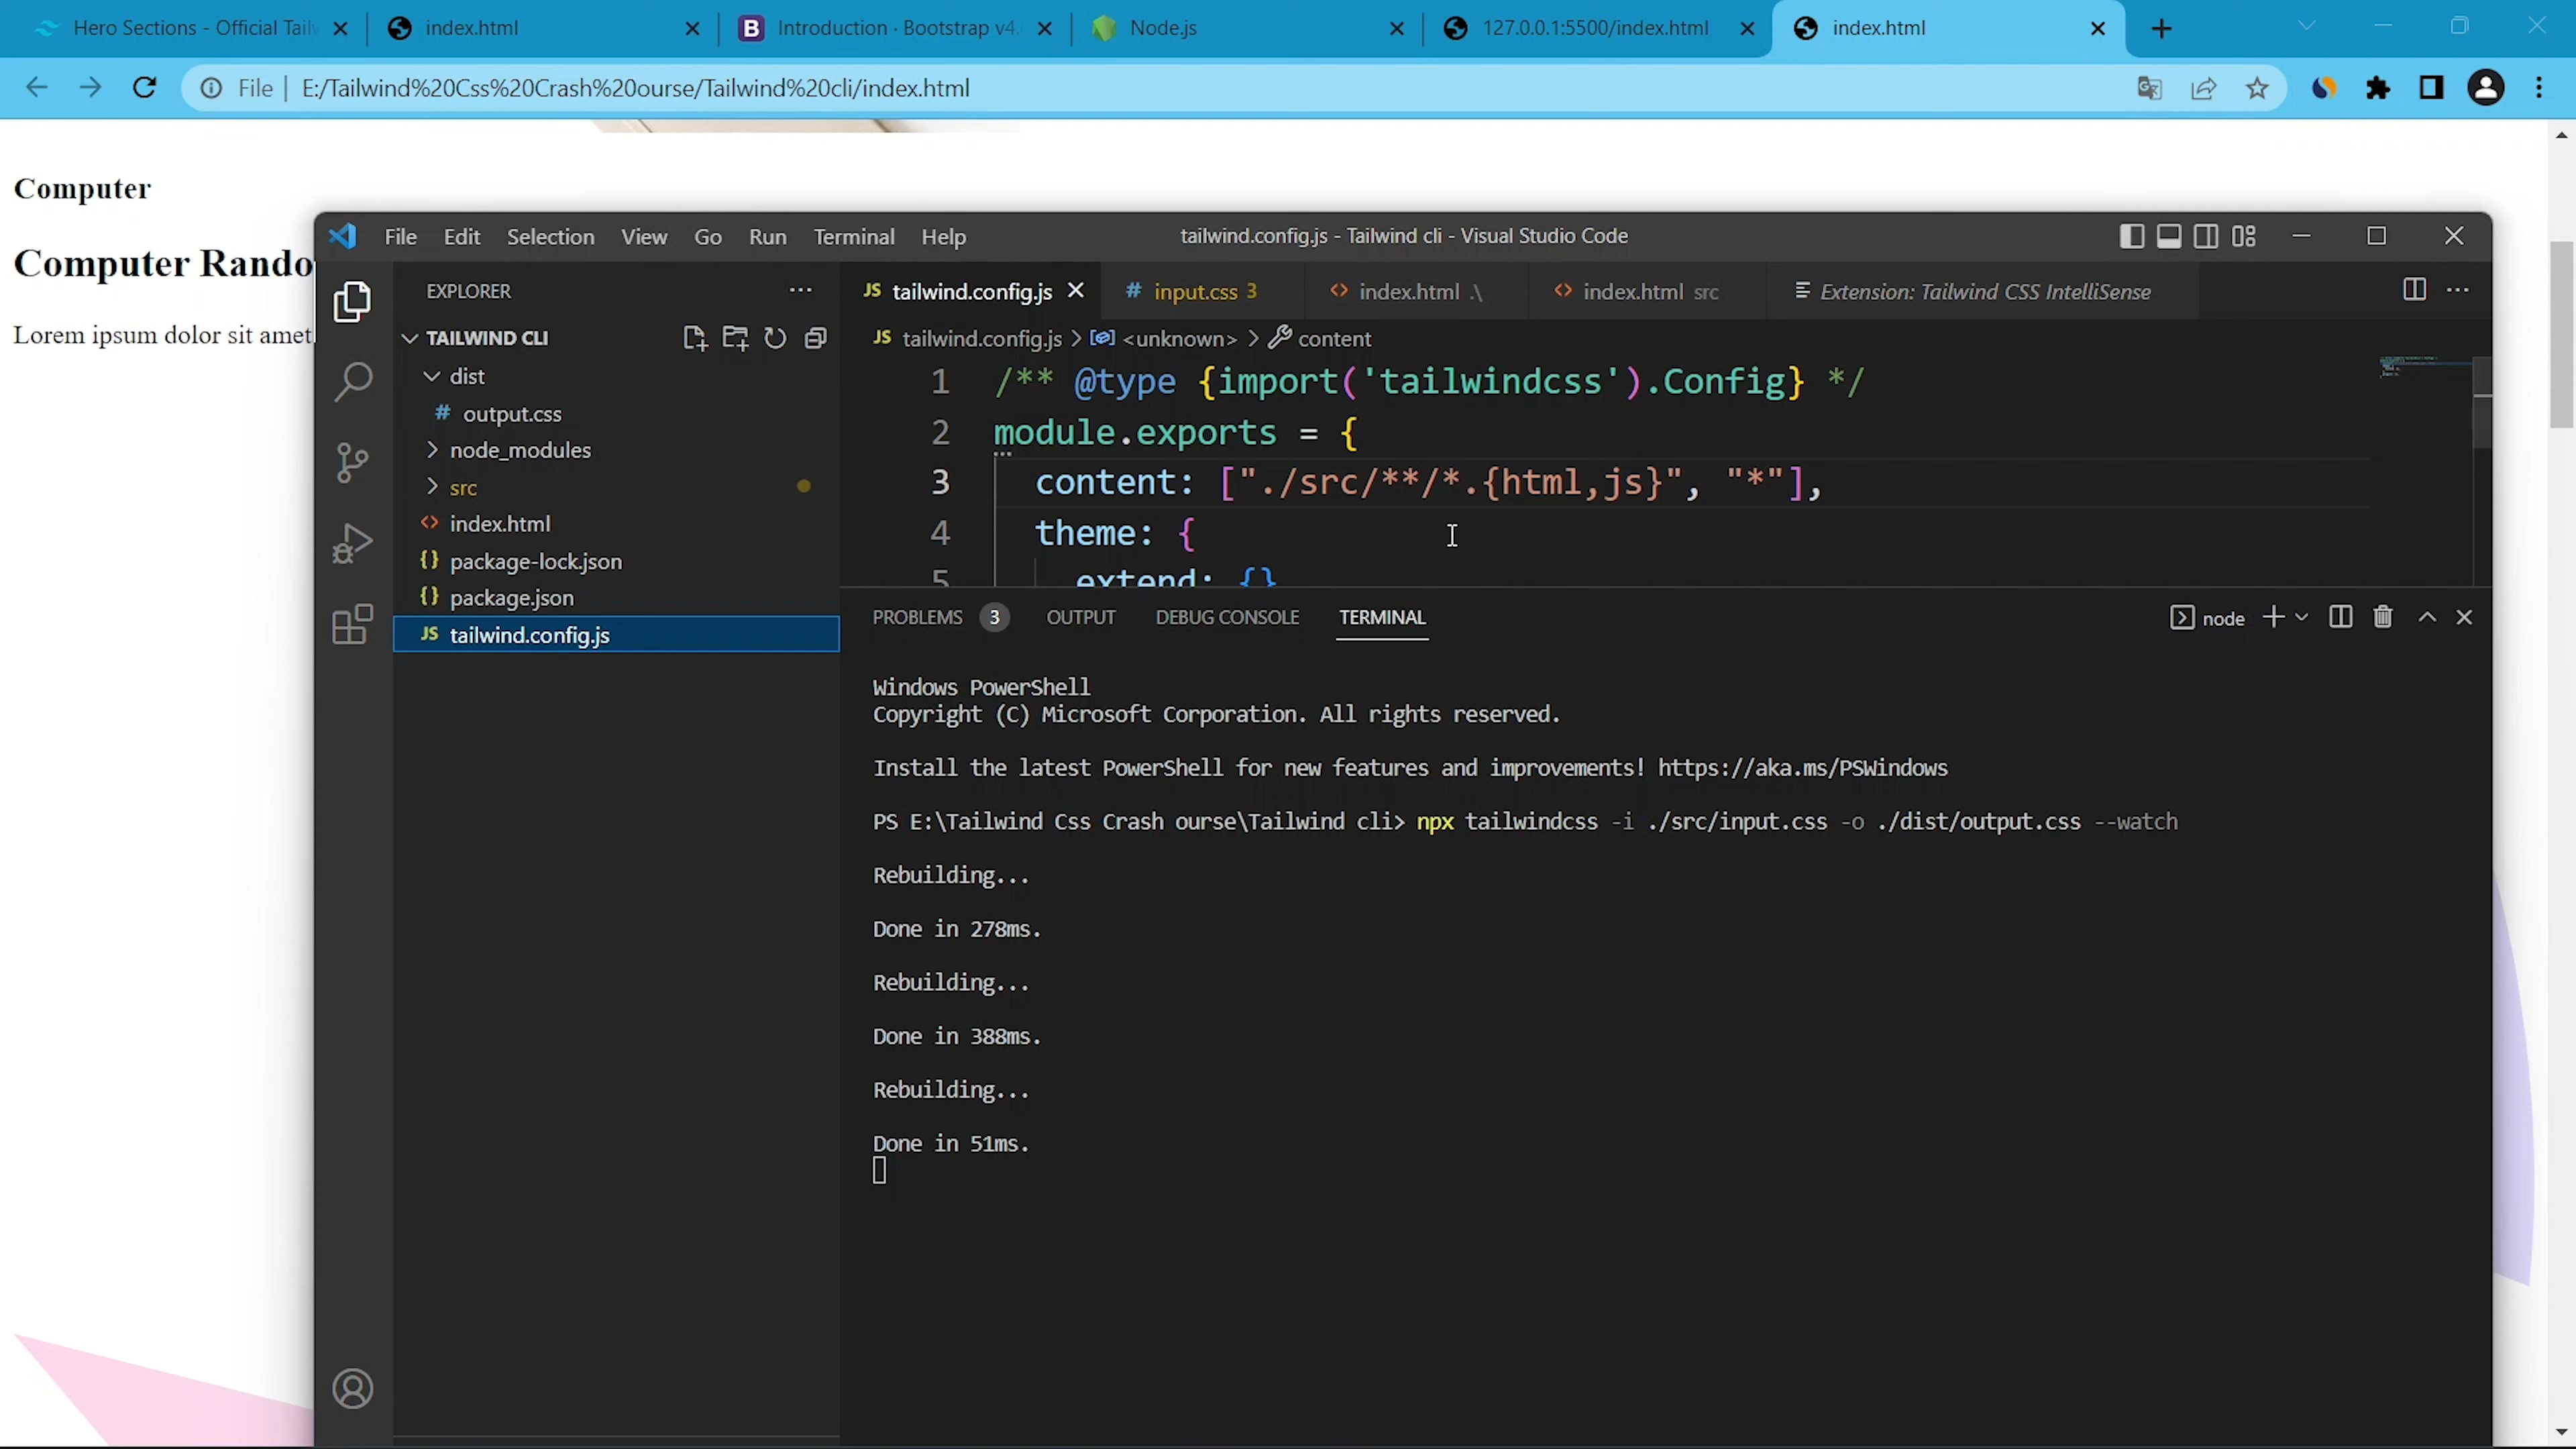 Hero Sections - Official Tail
index.html
Introduction · Bootstrap v4.
Node.js
127.0.0.1:5500/index.html
index.html
File
E:/Tailwind%20Css%20Crash%20ourse/Tailwind%20cli/index.html
Computer
Computer Rando
Lorem ipsum dolor sit amet
File Edit Selection View Go Run Terminal Help
tailwind.config.js - Tailwind cli - Visual Studio Code
EXPLORER
TAILWIND CLI
dist
# output.css
node_modules
src
<> index.html
{} package-lock.json
{} package.json
JS tailwind.config.js
JS tailwind.config.js
# input.css 3
<> index.html .\
<> index.html src
Extension: Tailwind CSS IntelliSense
JS tailwind.config.js > <unknown> > content
1 /** @type {import('tailwindcss').Config} */
2 module.exports = {
3 content: ["./src/**/*.{html,js}", "*"],
4 theme: {
5 extend: {}
PROBLEMS 3 OUTPUT DEBUG CONSOLE TERMINAL
node
Windows PowerShell
Copyright (C) Microsoft Corporation. All rights reserved.
Install the latest PowerShell for new features and improvements! https://aka.ms/PSWindows
PS E:\Tailwind Css Crash ourse\Tailwind cli> npx tailwindcss -i ./src/input.css -o ./dist/output.css --watch
Rebuilding...
Done in 278ms.
Rebuilding...
Done in 388ms.
Rebuilding...
Done in 51ms.